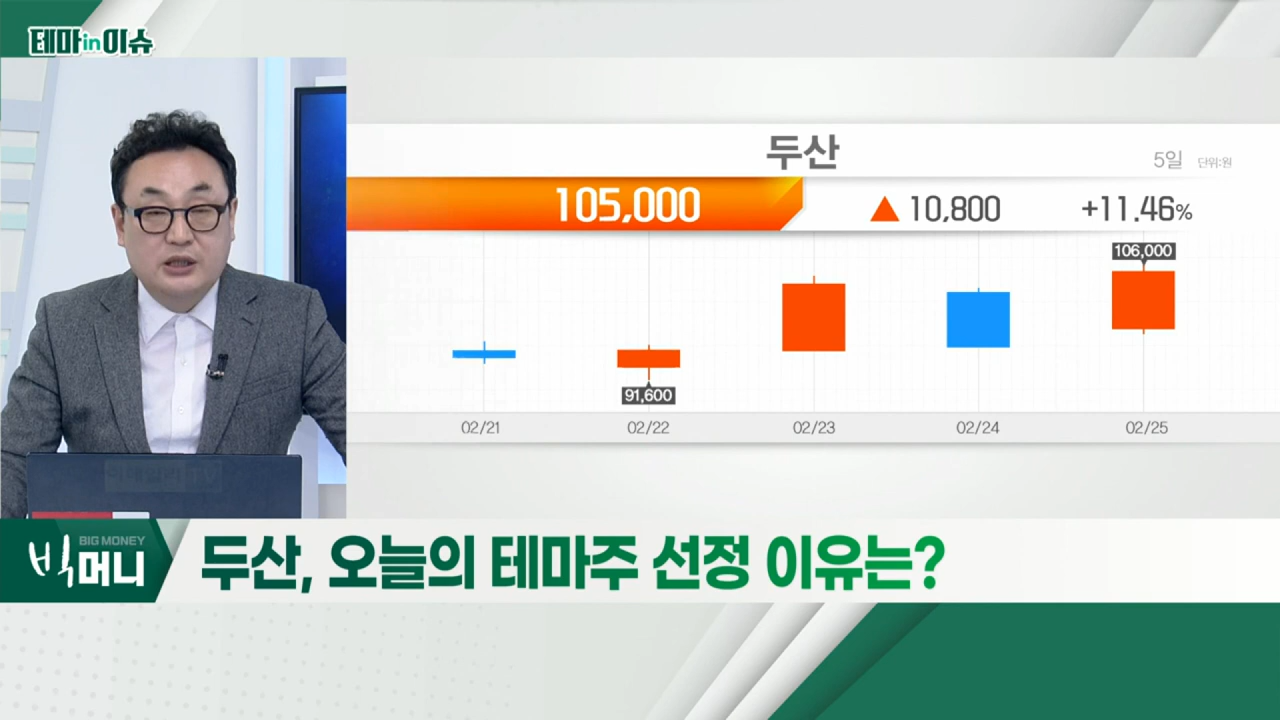 테마in이슈
두산
5일 단위:원
105,000 ▲ 10,800 +11.46%
106,000
91,600
02/21 02/22 02/23 02/24 02/25
BIG MONEY
빅머니
두산, 오늘의 테마주 선정 이유는?